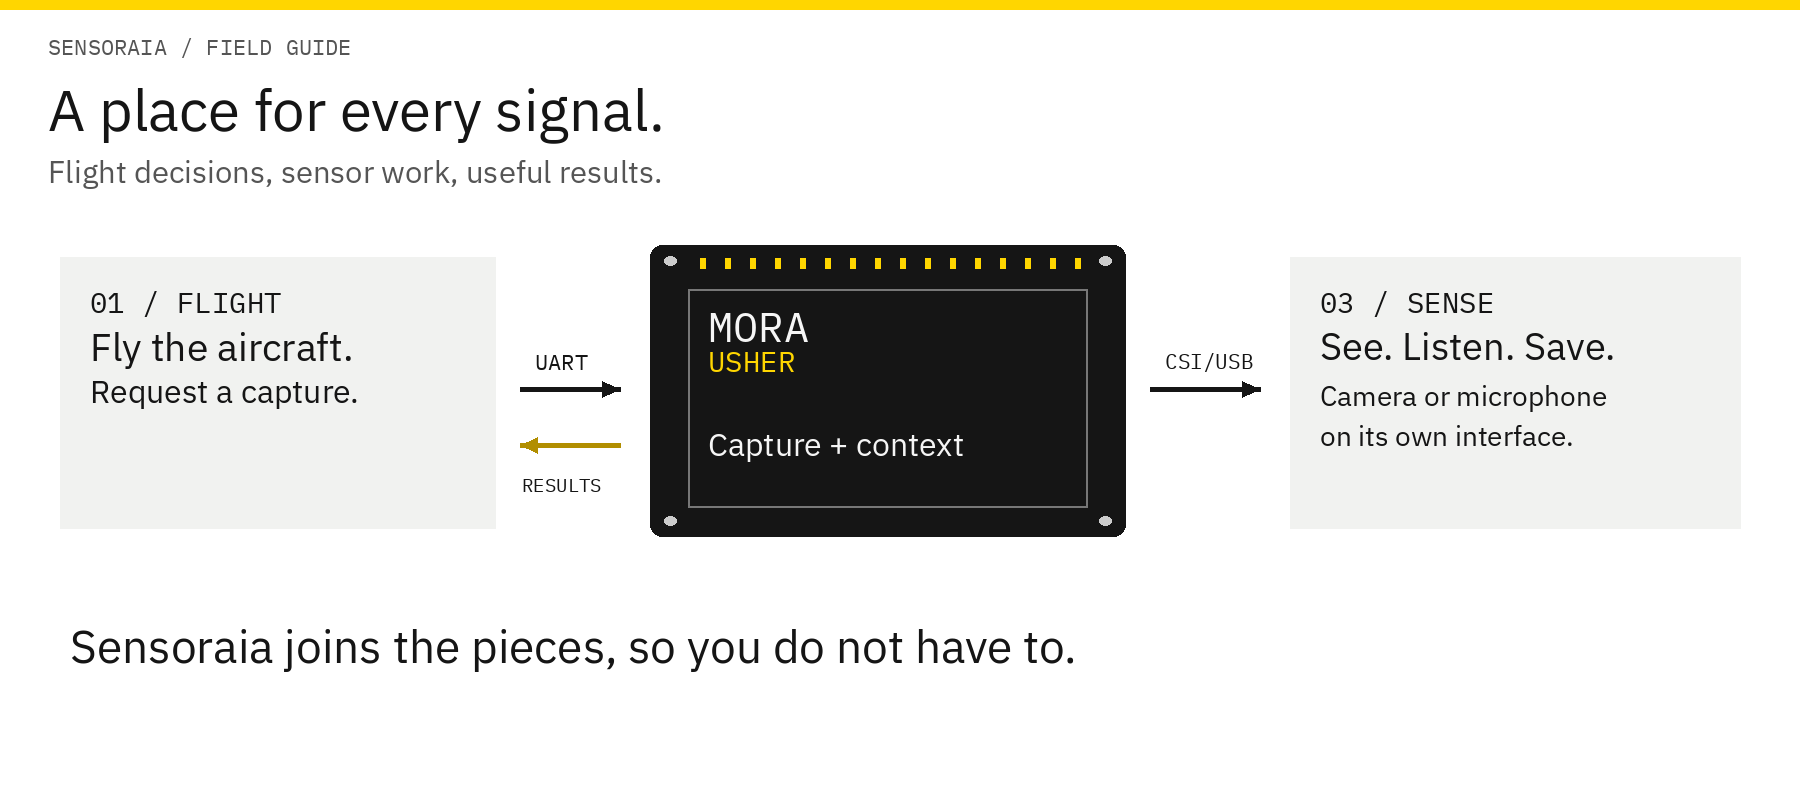 SENSORAIA / FIELD GUIDE
A place for every signal.
Flight decisions, sensor work, useful results.
01 / FLIGHT
Fly the aircraft.
Request a capture.
UART
RESULTS
MORA
USHER
Capture + context
CSI/USB
03 / SENSE
See. Listen. Save.
Camera or microphone
on its own interface.
Sensoraia joins the pieces, so you do not have to.